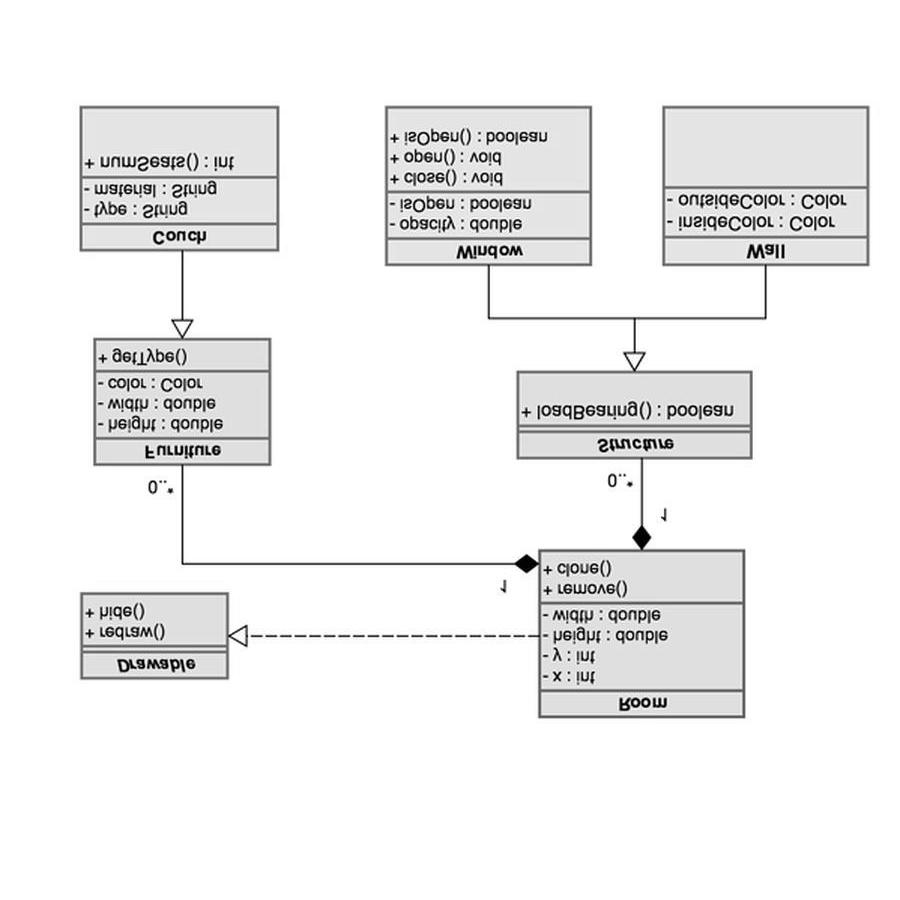 Drawable
+ redraw()
+ hide()
Room
- x : int
- y : int
- height : double
- width : double
+ remove()
+ clone()
1
1
0..*
0..*
Furniture
- height : double
- width : double
- color : Color
+ getType()
Structure
+ loadBearing() : boolean
Couch
- type : String
- material : String
+ numSeats() : int
Window
- opacity : double
- isOpen : boolean
+ close() : void
+ open() : void
+ isOpen() : boolean
Wall
- insideColor : Color
- outsideColor : Color